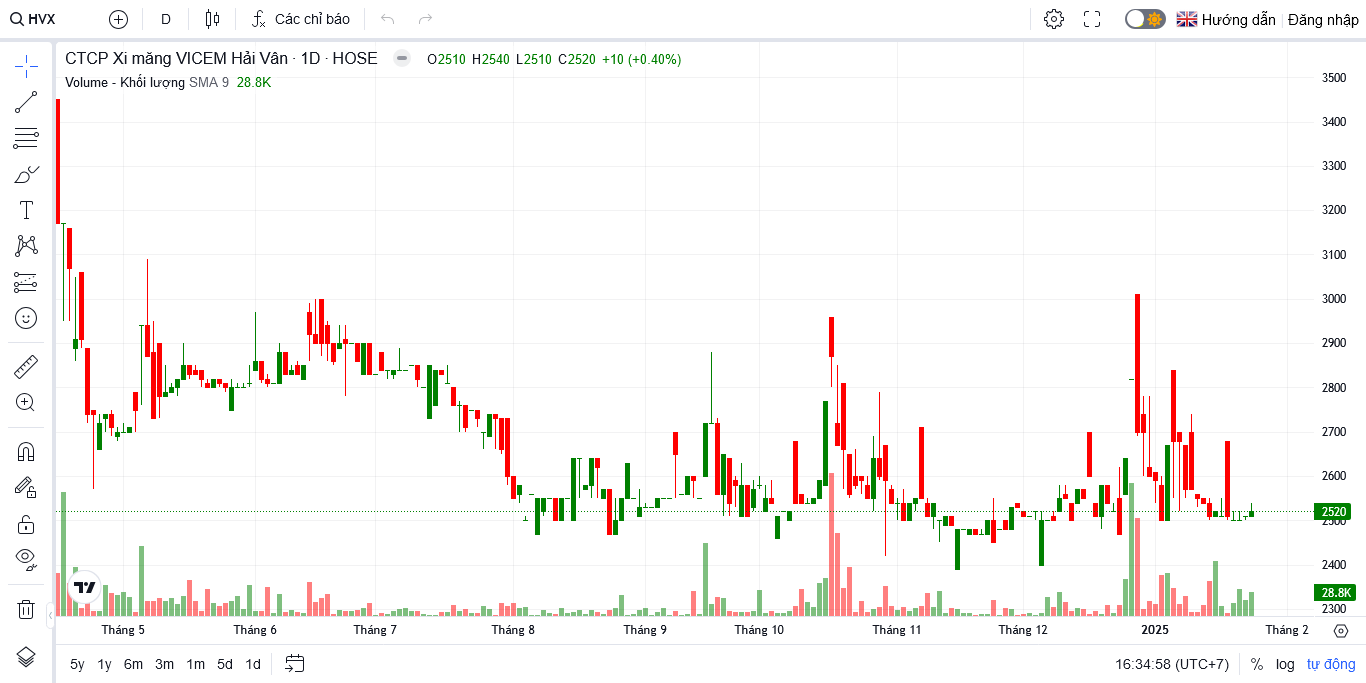 HVX D Các chỉ báo Hướng dẫn Đăng nhập
CTCP Xi măng VICEM Hải Vân · 1D · HOSE O2510 H2540 L2510 C2520 +10 (+0.40%)
Volume - Khối lượng SMA 9 28.8K
3500
3400
3300
3200
3100
3000
2900
2800
2700
2600
2520
2500
2400
28.8K
2300
Tháng 5 Tháng 6 Tháng 7 Tháng 8 Tháng 9 Tháng 10 Tháng 11 Tháng 12 2025 Tháng 2
5y 1y 6m 3m 1m 5d 1d 16:34:58 (UTC+7) % log tự động